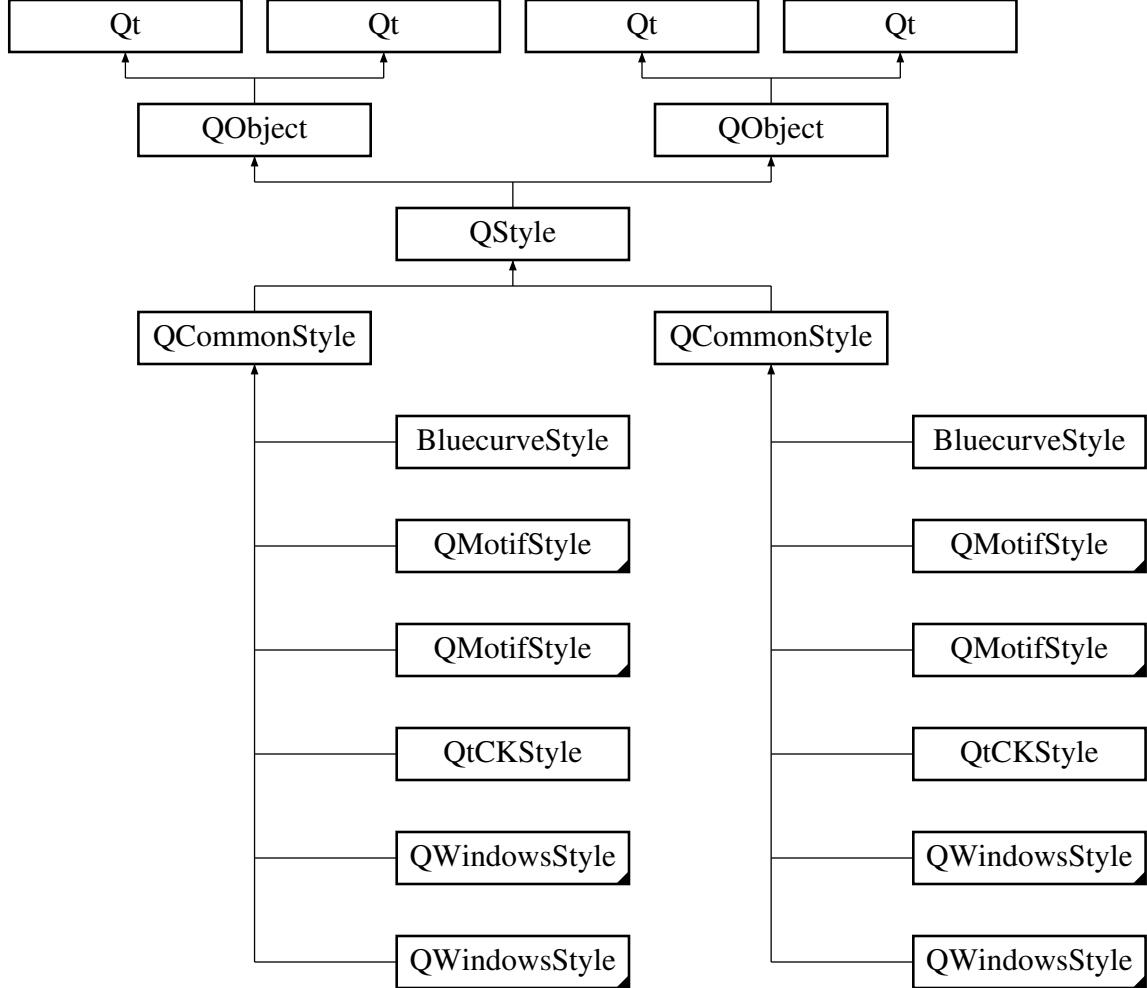 Qt
Qt
Qt
Qt
QObject
QObject
QStyle
QCommonStyle
QCommonStyle
BluecurveStyle
BluecurveStyle
QMotifStyle
QMotifStyle
QMotifStyle
QMotifStyle
QtCKStyle
QtCKStyle
QWindowsStyle
QWindowsStyle
QWindowsStyle
QWindowsStyle